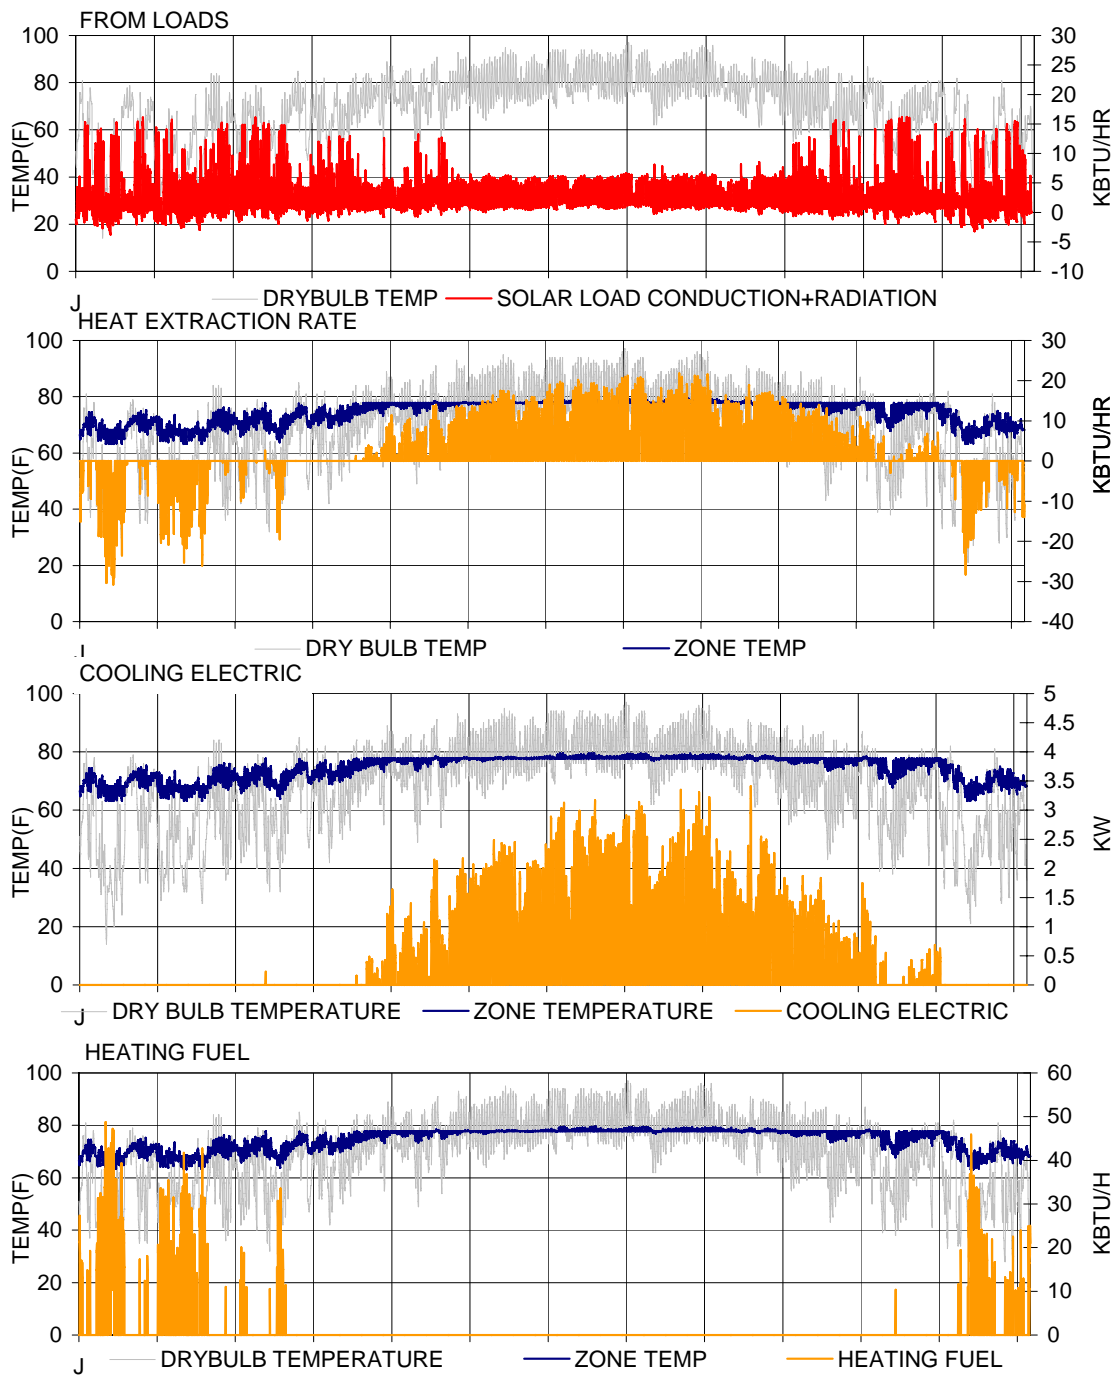 FROM LOADS
100 30
25
80 20
15
60 10
40 5
0
20 -5
0 -10
TEMP(F)
KBTU/HR
J
DRYBULB TEMP SOLAR LOAD CONDUCTION+RADIATION
HEAT EXTRACTION RATE
100 30
20
80 10
60 0
-10
40 -20
20 -30
0 -40
TEMP(F)
KBTU/HR
J
DRY BULB TEMP ZONE TEMP
COOLING ELECTRIC
100 5
4.5
80 4
3.5
60 3
2.5
40 2
1.5
20 1
0.5
0 0
TEMP(F)
KW
J
DRY BULB TEMPERATURE ZONE TEMPERATURE COOLING ELECTRIC
HEATING FUEL
100 60
80 50
60 40
30
40 20
20 10
0 0
TEMP(F)
KBTU/H
J
DRYBULB TEMPERATURE ZONE TEMP HEATING FUEL